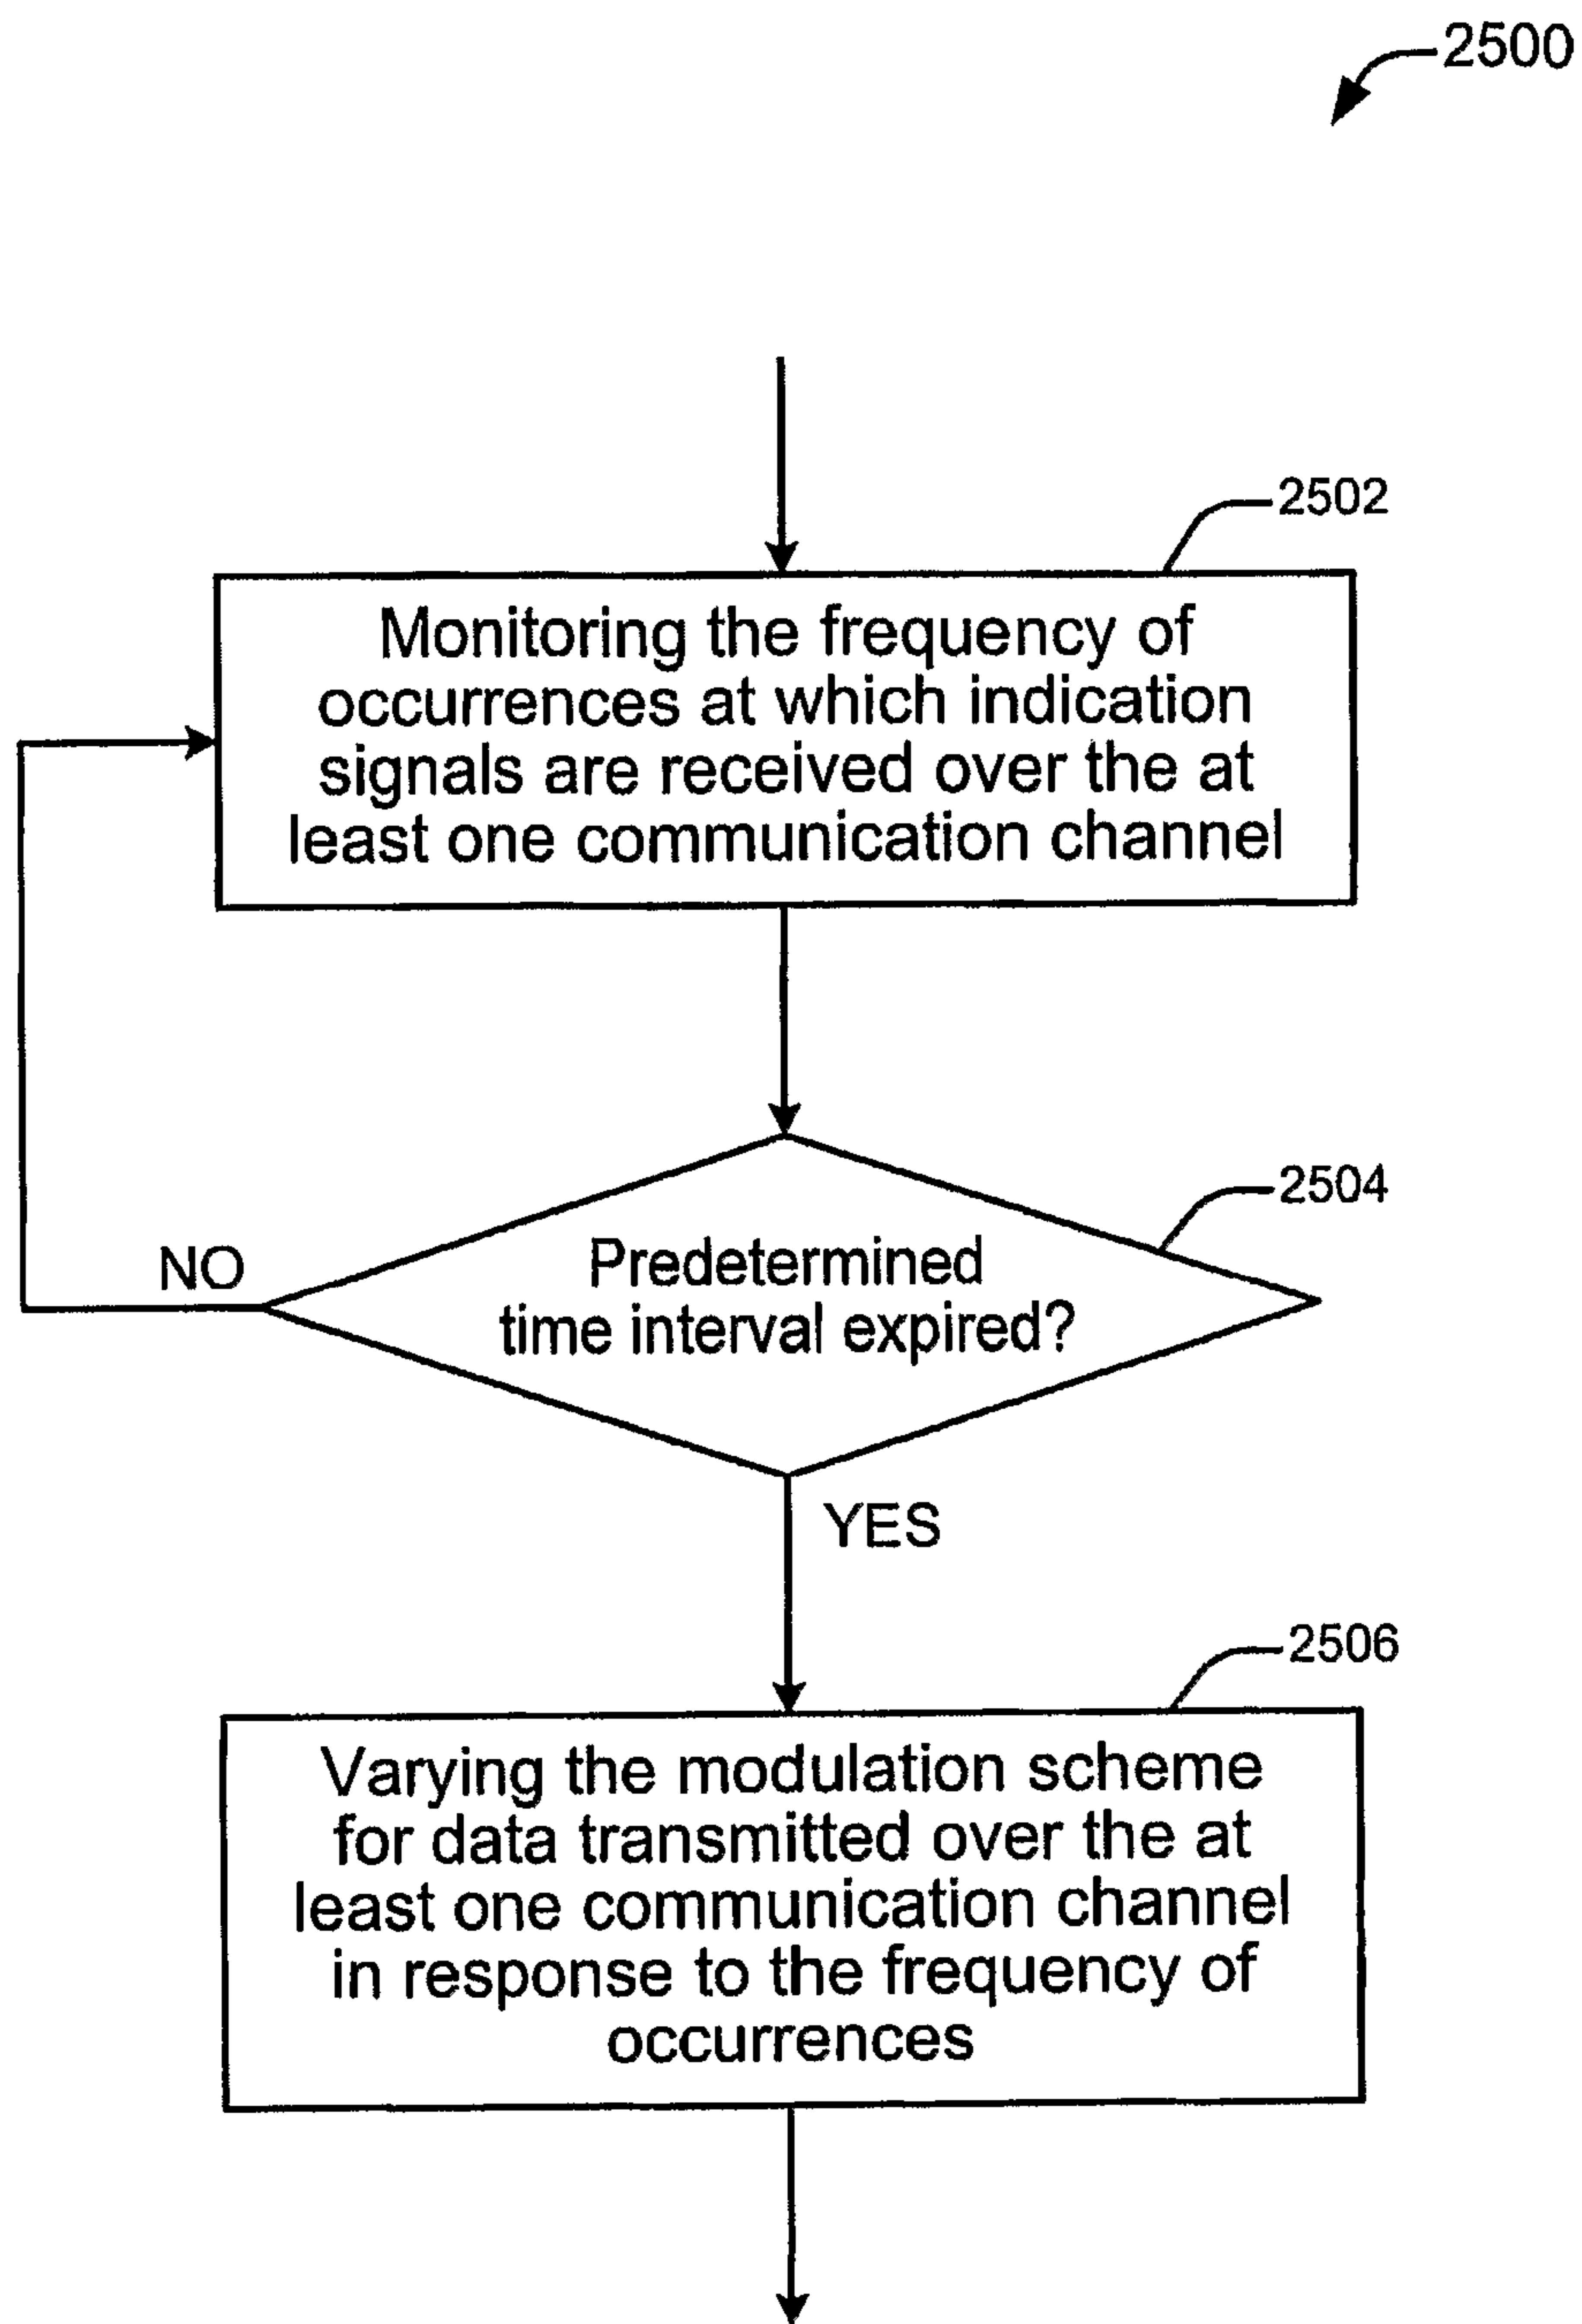 2500
2502
Monitoring the frequency of
occurrences at which indication
signals are received over the at
least one communication channel
2504
NO
Predetermined
time interval expired?
YES
2506
Varying the modulation scheme
for data transmitted over the at
least one communication channel
in response to the frequency of
occurrences